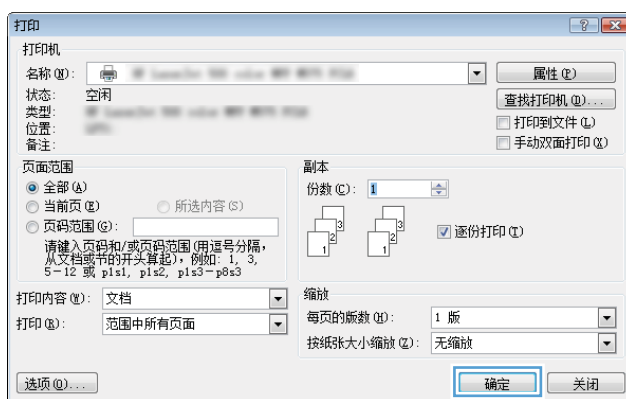 打印
打印机
名称(N):
属性(P)
状态: 空闲
查找打印机(D)...
类型:
位置:
打印到文件(L)
备注:
手动双面打印(X)
页面范围
全部(A)
当前页(E) 所选内容(S)
页码范围(G):
请键入页码和/或页码范围(用逗号分隔,
从文档或节的开头算起)，例如: 1, 3,
5-12 或 p1s1, p1s2, p1s3-p8s3
副本
份数(C): 1
1 2 3 1 2 3
逐份打印(T)
打印内容(W): 文档
打印(R): 范围中所有页面
缩放
每页的版数(H): 1 版
按纸张大小缩放(Z): 无缩放
选项(O)...
确定 关闭